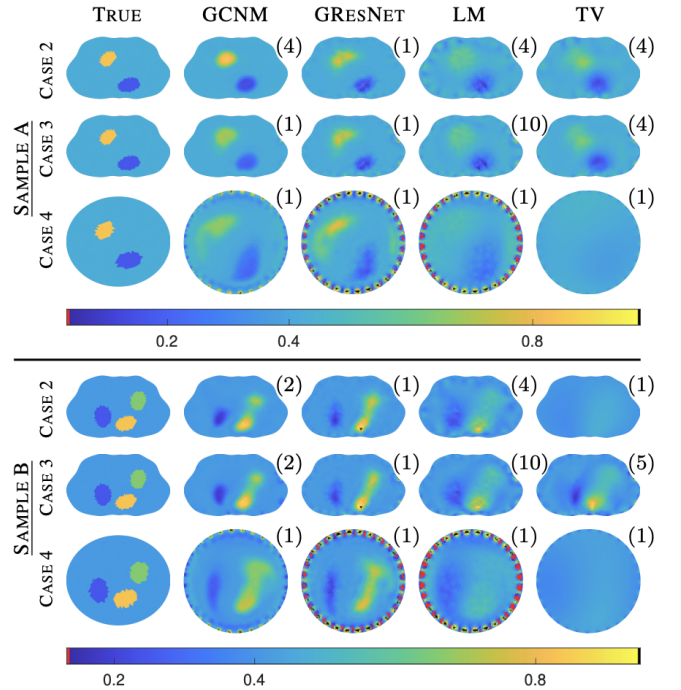 TRUE GCNM GRESNET LM TV
SAMPLE A
CASE 2 (4) (1) (4) (4)
CASE 3 (1) (1) (10) (4)
CASE 4 (1) (1) (1) (1)
0.2 0.4 0.8
SAMPLE B
CASE 2 (2) (1) (4) (1)
CASE 3 (2) (1) (10) (5)
CASE 4 (1) (1) (1) (1)
0.2 0.4 0.8